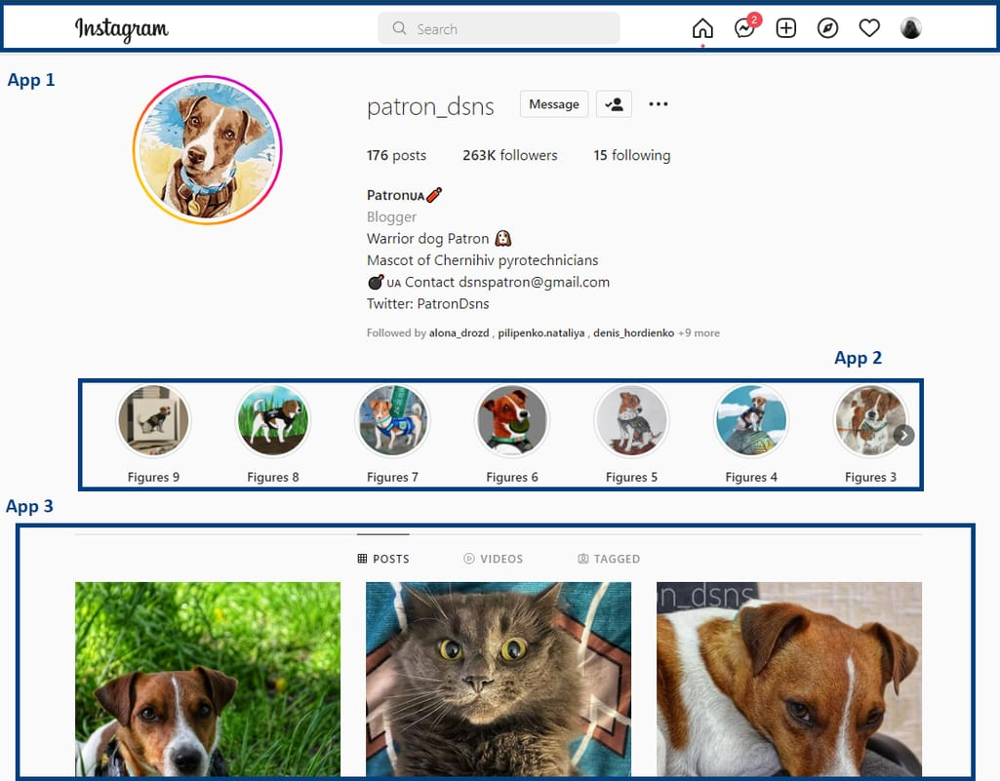 Instagram
Search
2
App 1
patron_dsns
Message
176 posts 263K followers 15 following
PatronUA
Blogger
Warrior dog Patron
Mascot of Chernihiv pyrotechnicians
UA Contact dsnspatron@gmail.com
Twitter: PatronDsns
Followed by alona_drozd , pilipenko.nataliya , denis_hordienko +9 more
App 2
Figures 9 Figures 8 Figures 7 Figures 6 Figures 5 Figures 4 Figures 3
App 3
POSTS VIDEOS TAGGED
n_dsns